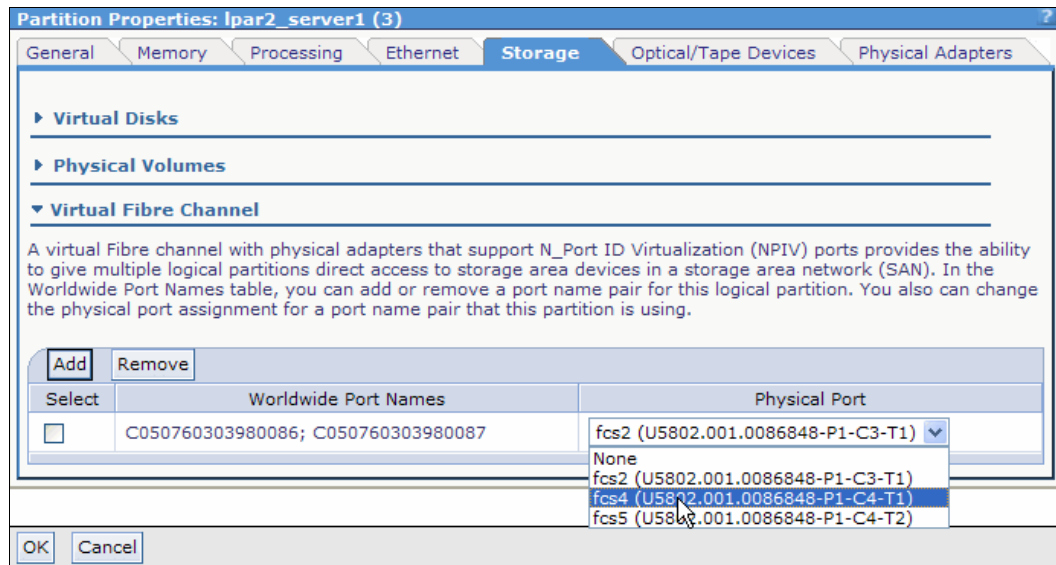 Partition Properties: lpar2_server1 (3) ?
General Memory Processing Ethernet Storage Optical/Tape Devices Physical Adapters
Virtual Disks
Physical Volumes
Virtual Fibre Channel
A virtual Fibre channel with physical adapters that support N_Port ID Virtualization (NPIV) ports provides the ability
to give multiple logical partitions direct access to storage area devices in a storage area network (SAN). In the
Worldwide Port Names table, you can add or remove a port name pair for this logical partition. You also can change
the physical port assignment for a port name pair that this partition is using.
Add Remove
Select Worldwide Port Names Physical Port
C050760303980086; C050760303980087 fcs2 (U5802.001.0086848-P1-C3-T1)
None
fcs2 (U5802.001.0086848-P1-C3-T1)
fcs4 (U5802.001.0086848-P1-C4-T1)
fcs5 (U5802.001.0086848-P1-C4-T2)
OK Cancel